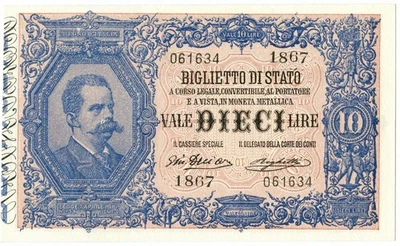 VALE 10 LIRE
061634 1867
BIGLIETTO DI STATO
A CORSO LEGALE, CONVERTIBILE, AL PORTATORE
E A VISTA, IN MONETA METALLICA.
VALE DIECI LIRE
10
IL CASSIERE SPECIALE IL DELEGATO DELLA CORTE DEI CONTI
1867 061634